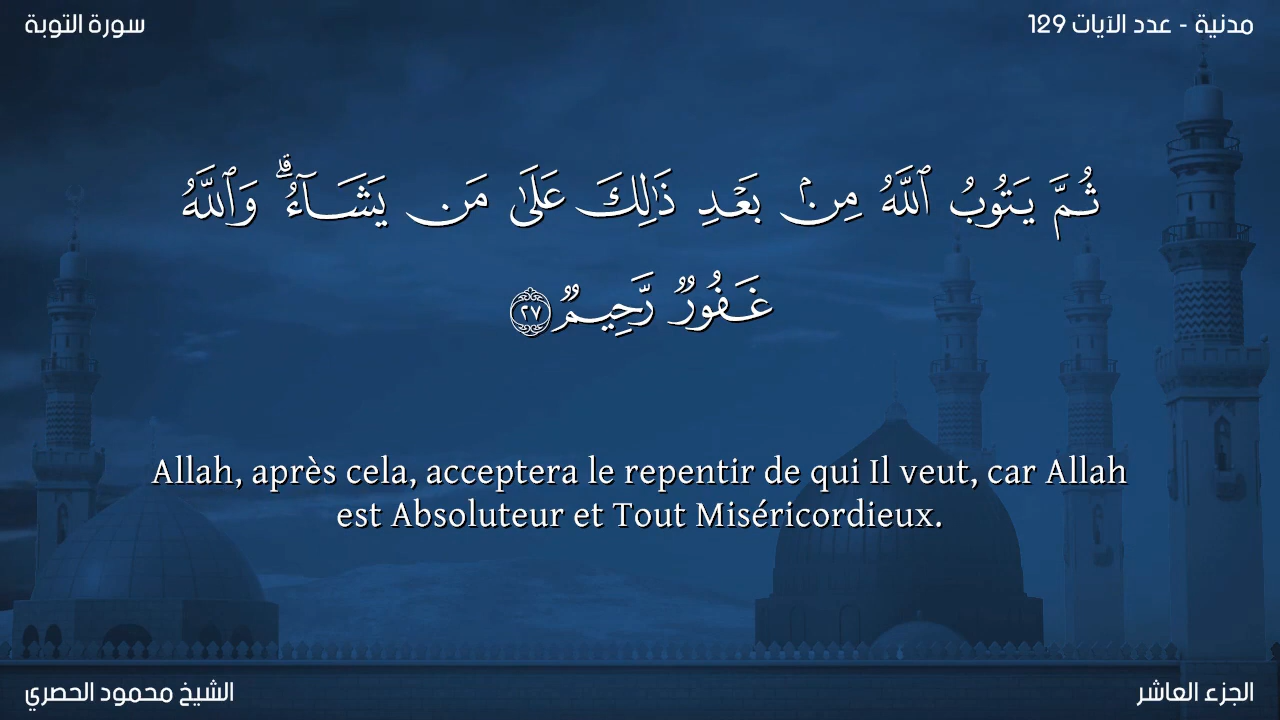 مدنية - عدد الآيات 129
سورة التوبة
ثُمَّ يَتُوبُ ٱللَّهُ مِنۢ بَعْدِ ذَٰلِكَ عَلَىٰ مَن يَشَآءُ ۗ وَٱللَّهُ
غَفُورٌ رَّحِيمٌ ٢٧
Allah, après cela, acceptera le repentir de qui Il veut, car Allah
est Absoluteur et Tout Miséricordieux.
الجزء العاشر
الشيخ محمود الحصري